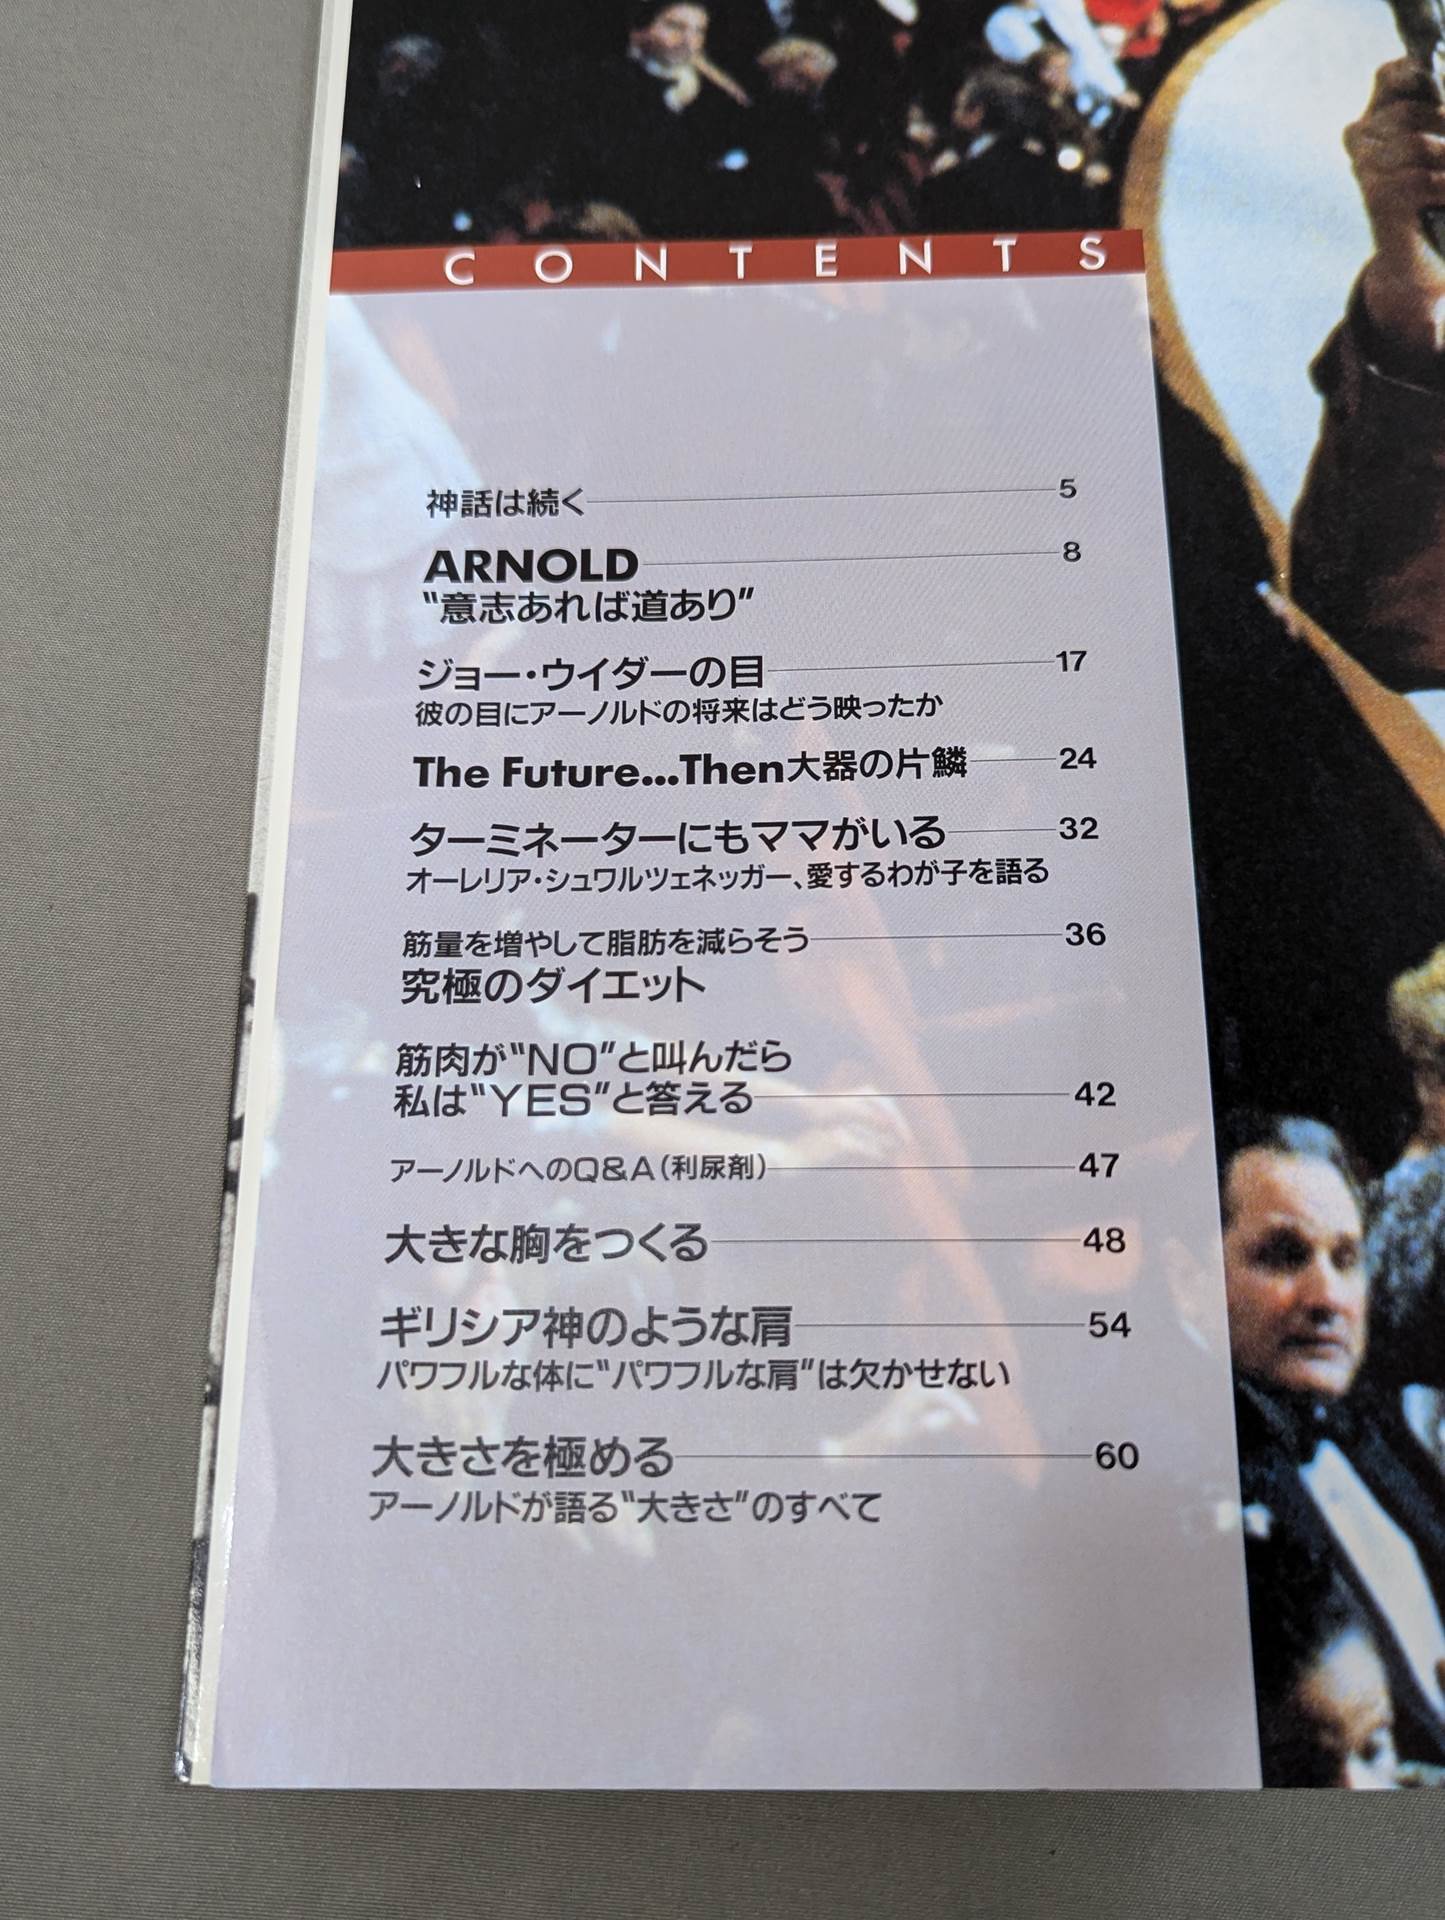 CONTENTS
神話は続く 5
ARNOLD 8
“意志あれば道あり”
ジョー・ウイダーの目 17
彼の目にアーノルドの将来はどう映ったか
The Future...Then大器の片鱗 24
ターミネーターにもママがいる 32
オーレリア・シュワルツェネッガー、愛するわが子を語る
筋量を増やして脂肪を減らそう 36
究極のダイエット
筋肉が“NO”と叫んだら
私は“YES”と答える 42
アーノルドへのQ&A(利尿剤) 47
大きな胸をつくる 48
ギリシア神のような肩 54
パワフルな体に“パワフルな肩”は欠かせない
大きさを極める 60
アーノルドが語る“大きさ”のすべて